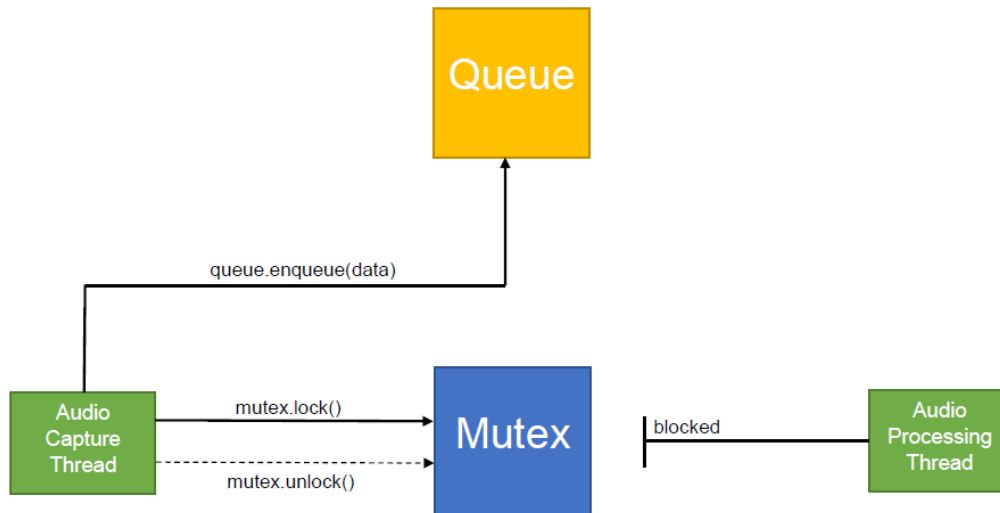 Queue
queue.enqueue(data)
Audio
Capture
Thread
mutex.lock()
mutex.unlock()
Mutex
blocked
Audio
Processing
Thread